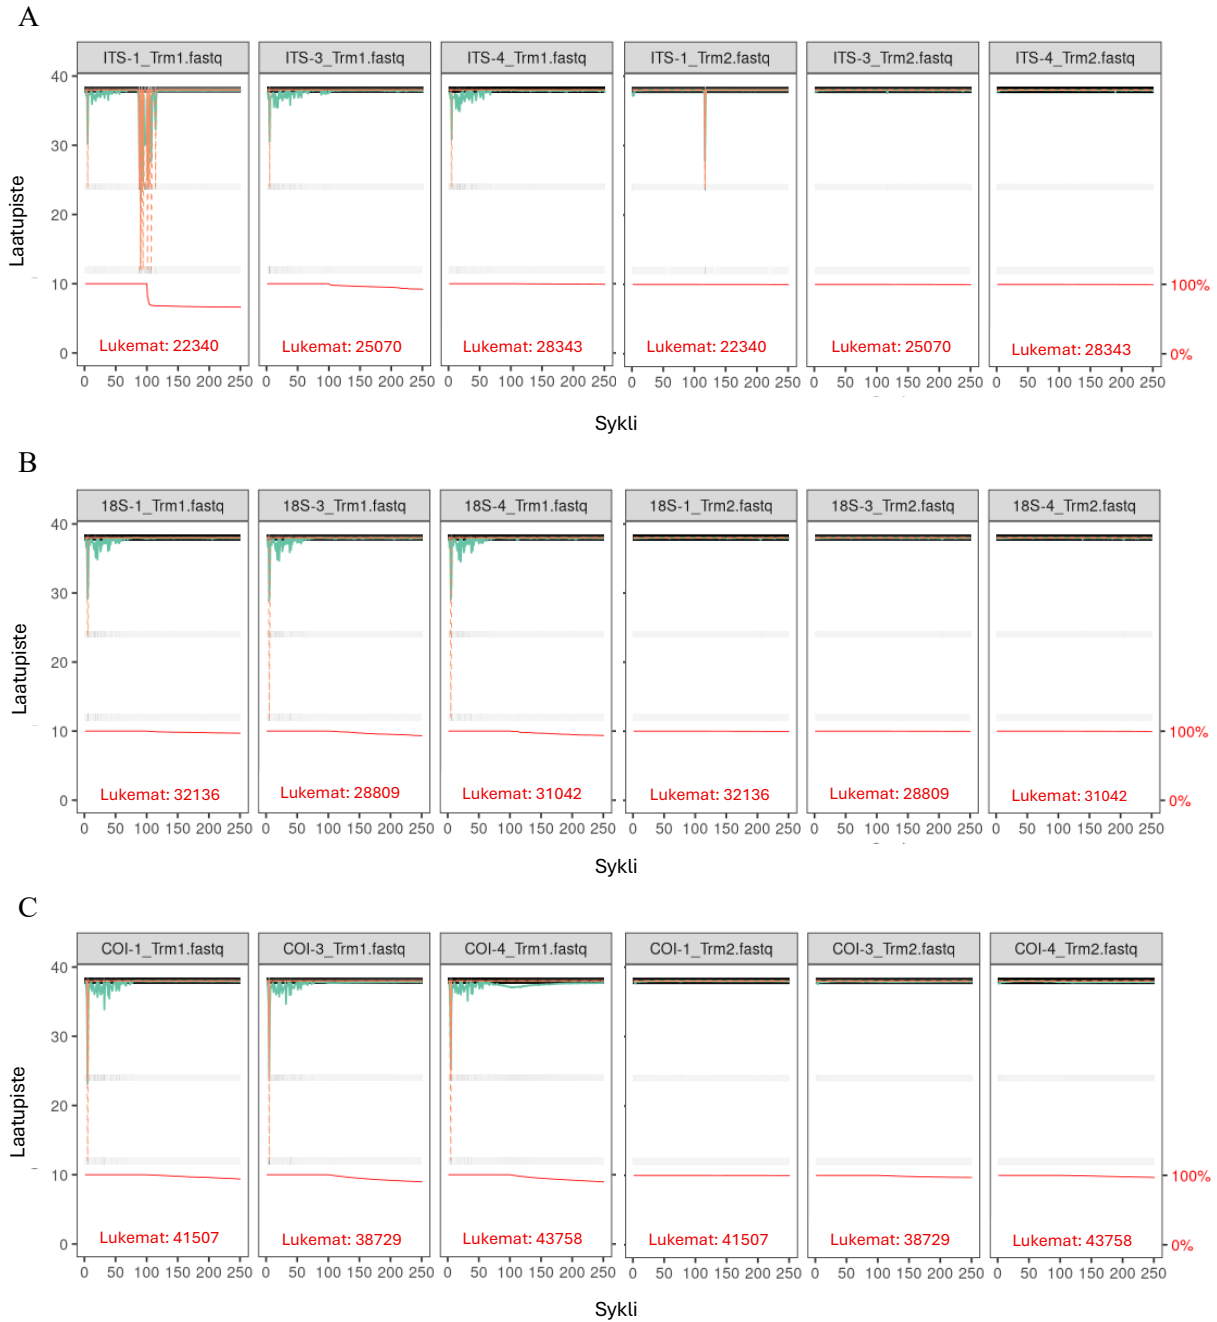 A
ITS-1_Trm1.fastq ITS-3_Trm1.fastq ITS-4_Trm1.fastq ITS-1_Trm2.fastq ITS-3_Trm2.fastq ITS-4_Trm2.fastq
40
30
20
10
0
Laatupiste
100%
0%
Lukemat: 22340 Lukemat: 25070 Lukemat: 28343 Lukemat: 22340 Lukemat: 25070 Lukemat: 28343
0 50 100 150 200 250 0 50 100 150 200 250 0 50 100 150 200 250 0 50 100 150 200 250 0 50 100 150 200 250 0 50 100 150 200 250
Sykli
B
18S-1_Trm1.fastq 18S-3_Trm1.fastq 18S-4_Trm1.fastq 18S-1_Trm2.fastq 18S-3_Trm2.fastq 18S-4_Trm2.fastq
40
30
20
10
0
Laatupiste
100%
0%
Lukemat: 32136 Lukemat: 28809 Lukemat: 31042 Lukemat: 32136 Lukemat: 28809 Lukemat: 31042
0 50 100 150 200 250 0 50 100 150 200 250 0 50 100 150 200 250 0 50 100 150 200 250 0 50 100 150 200 250 0 50 100 150 200 250
Sykli
C
COI-1_Trm1.fastq COI-3_Trm1.fastq COI-4_Trm1.fastq COI-1_Trm2.fastq COI-3_Trm2.fastq COI-4_Trm2.fastq
40
30
20
10
0
Laatupiste
100%
0%
Lukemat: 41507 Lukemat: 38729 Lukemat: 43758 Lukemat: 41507 Lukemat: 38729 Lukemat: 43758
0 50 100 150 200 250 0 50 100 150 200 250 0 50 100 150 200 250 0 50 100 150 200 250 0 50 100 150 200 250 0 50 100 150 200 250
Sykli